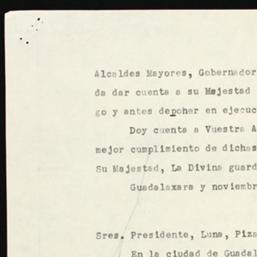 Alcaldes Mayores, Gobernador
da dar cuenta a su Majestad
go y antes deponer en ejecuc
Doy cuenta a Vuestra A
mejor cumplimiento de dichas
Su Majestad, La Divina guard
Guadalaxara y noviembr
Sres. Presidente, Luna, Piza
En la ciudad de Guadal